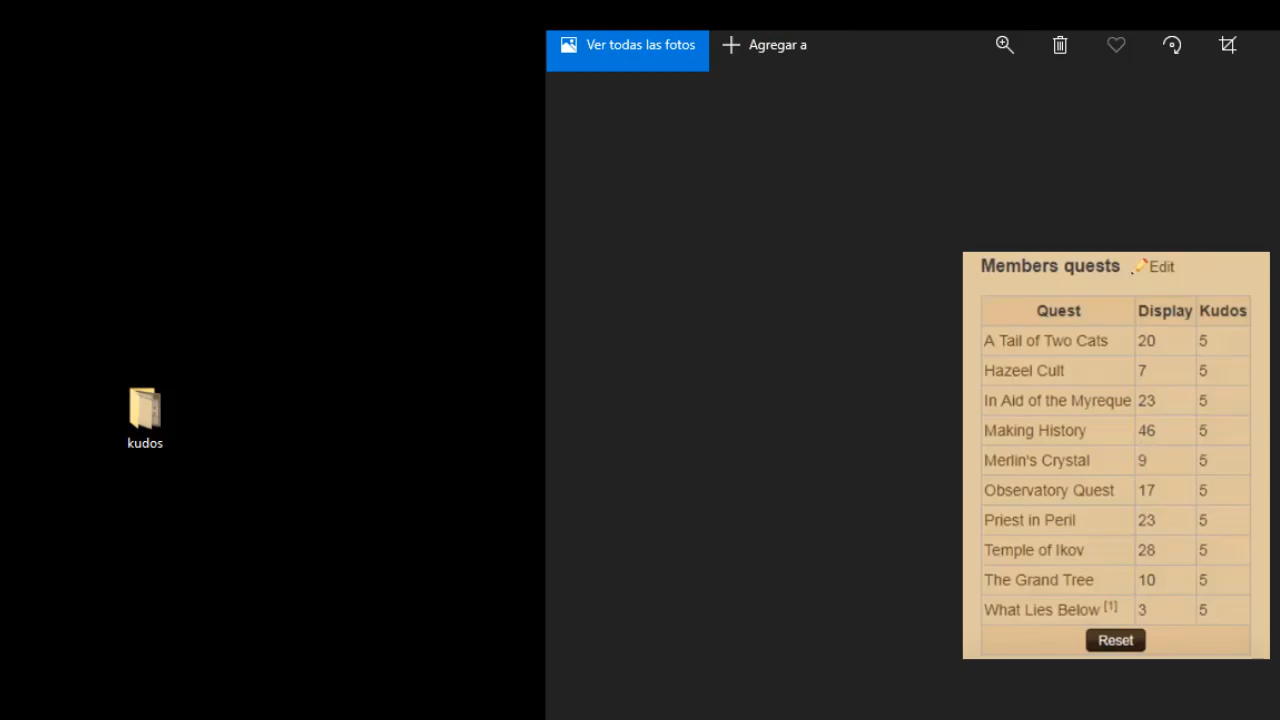 Ver todas las fotos Agregar a
kudos
Members quests Edit
Quest Display Kudos
A Tail of Two Cats 20 5
Hazeel Cult 7 5
In Aid of the Myreque 23 5
Making History 46 5
Merlin's Crystal 9 5
Observatory Quest 17 5
Priest in Peril 23 5
Temple of Ikov 28 5
The Grand Tree 10 5
What Lies Below [1] 3 5
Reset